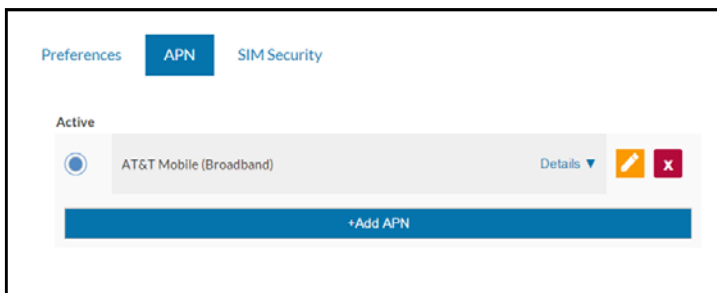 Preferences APN SIM Security
Active
AT&T Mobile (Broadband) Details ▼ x
+Add APN